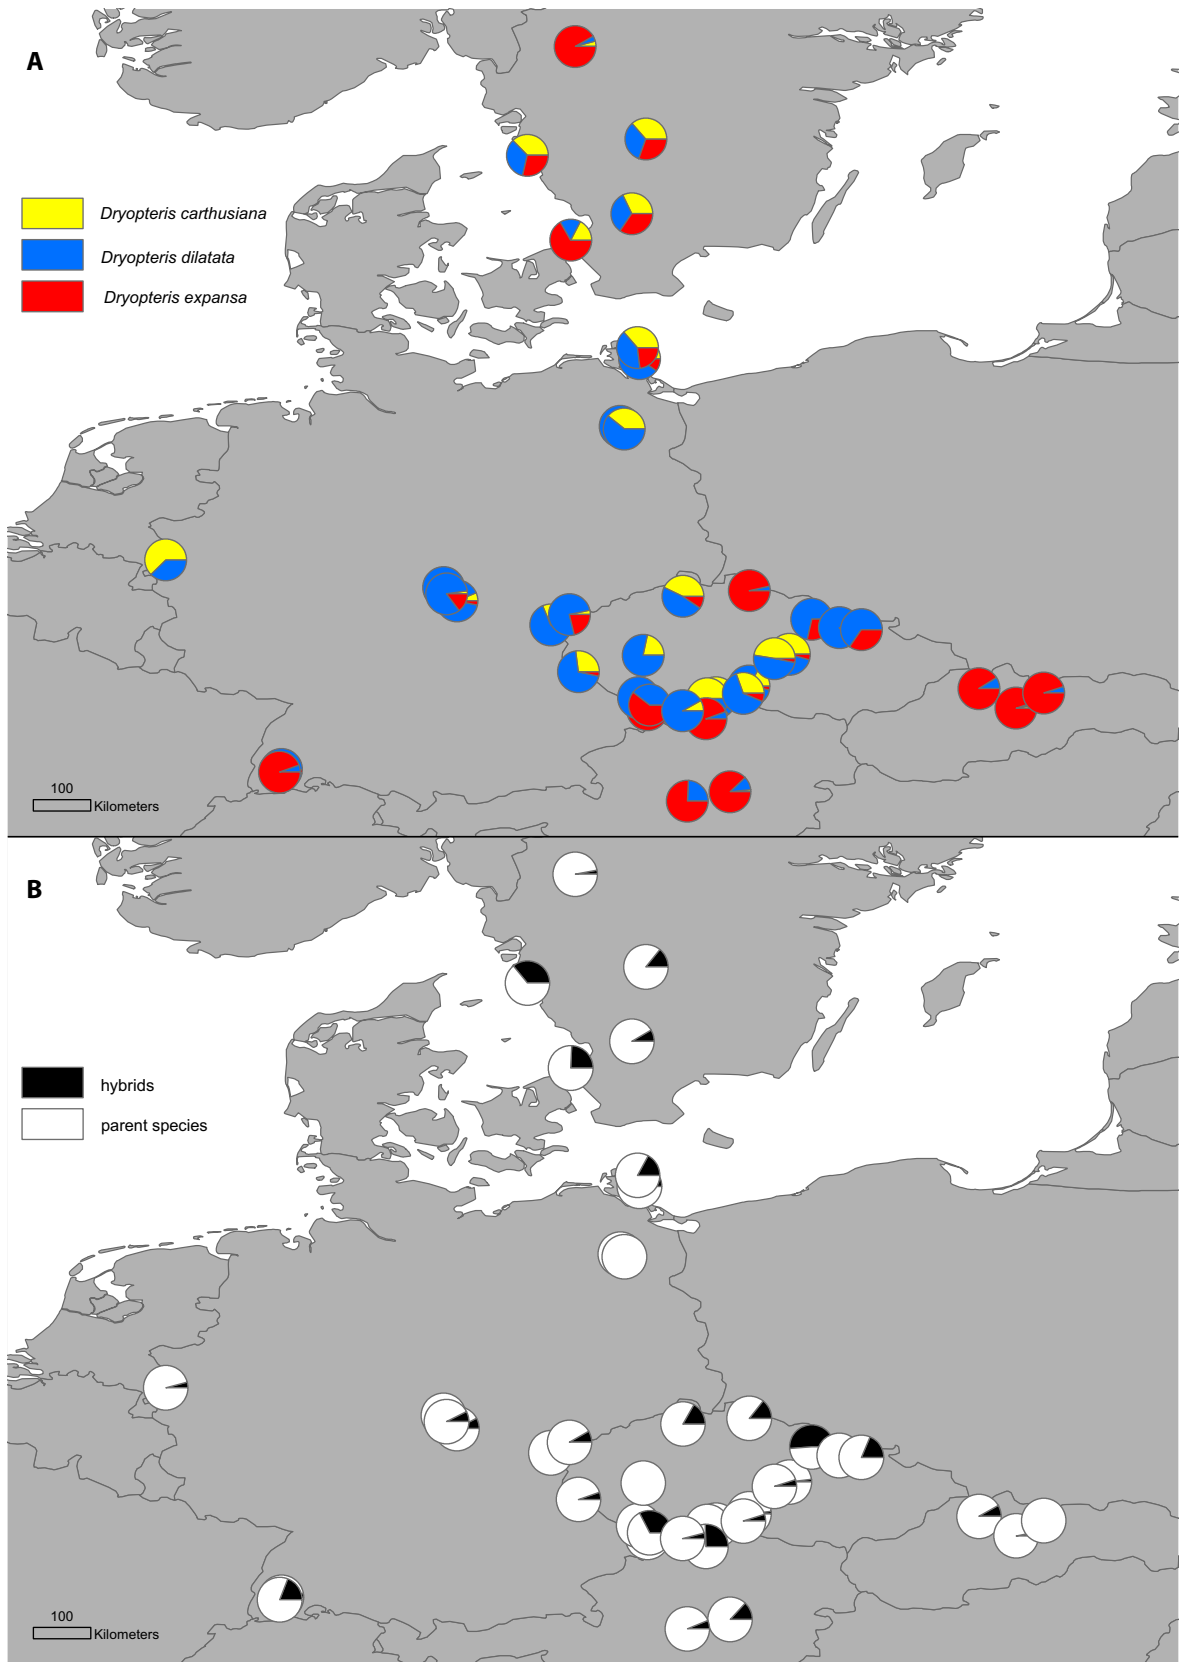 A
Dryopteris carthusiana
Dryopteris dilatata
Dryopteris expansa
100
Kilometers
B
hybrids
parent species
100
Kilometers